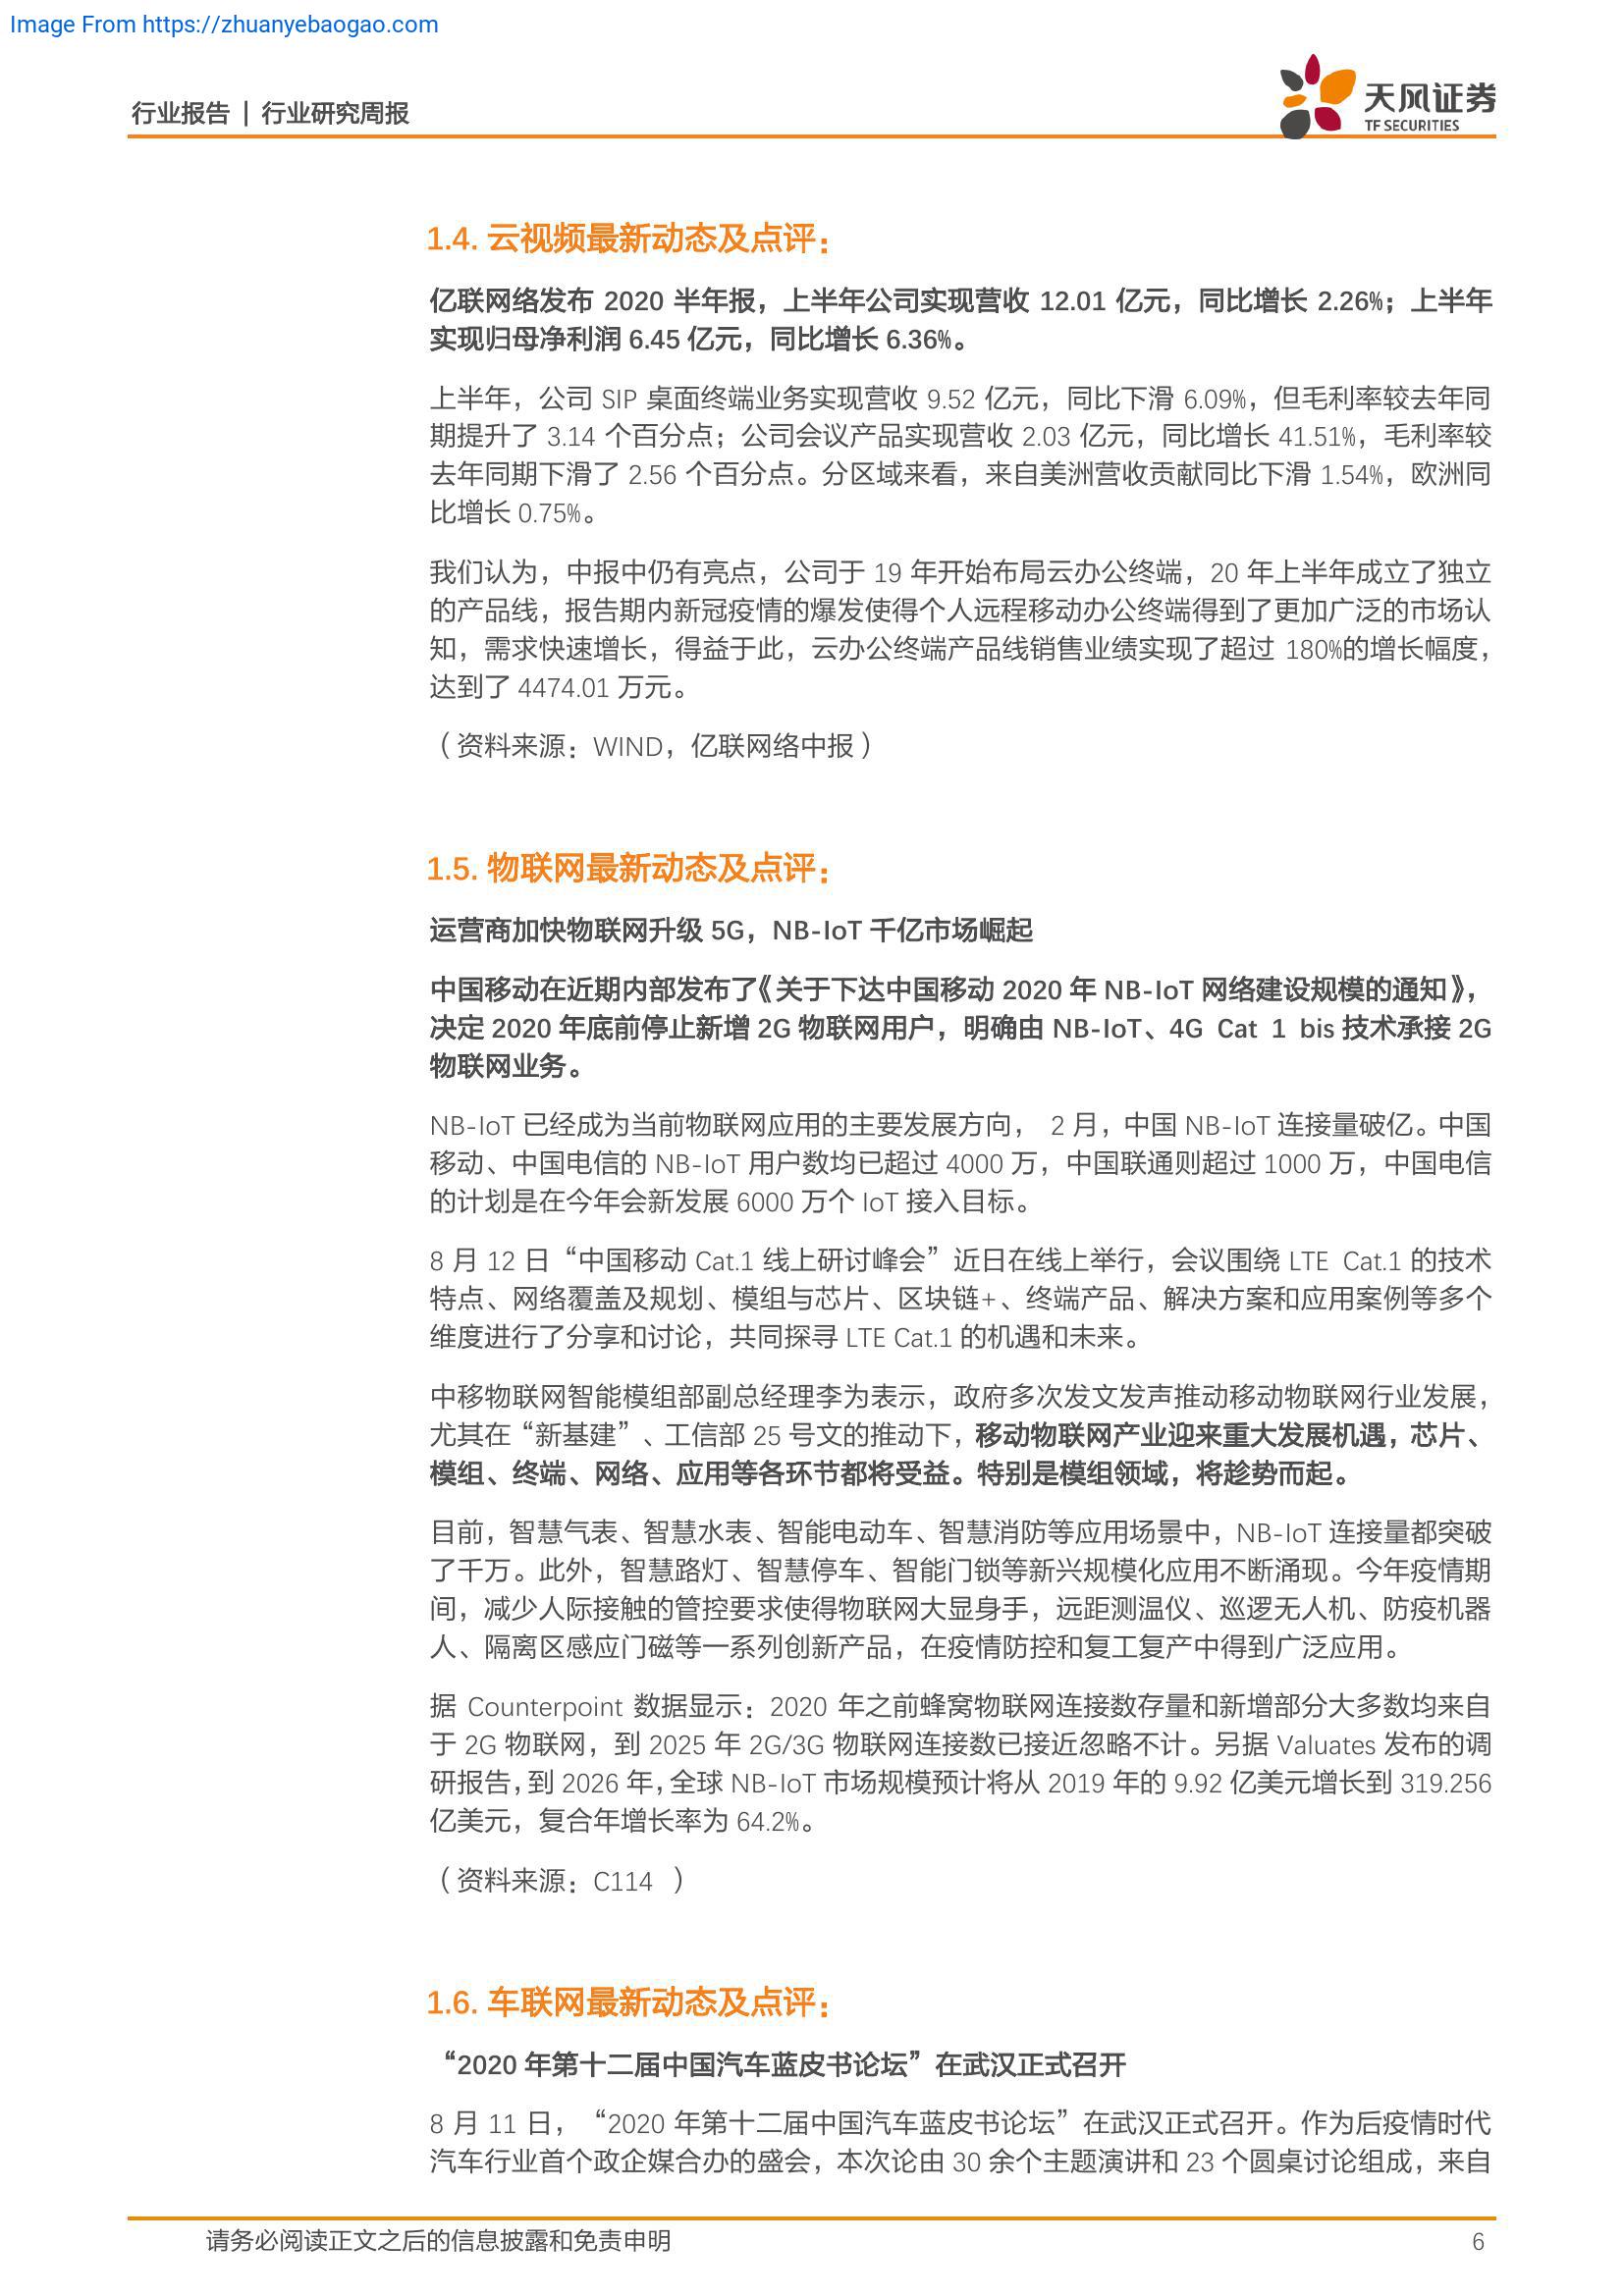 Image From https://zhuanyebaogao.com
行业报告 | 行业研究周报
天风证券
TF SECURITIES
1.4. 云视频最新动态及点评：
亿联网络发布 2020 半年报，上半年公司实现营收 12.01 亿元，同比增长 2.26%；上半年
实现归母净利润 6.45 亿元，同比增长 6.36%。
上半年，公司 SIP 桌面终端业务实现营收 9.52 亿元，同比下滑 6.09%，但毛利率较去年同
期提升了 3.14 个百分点；公司会议产品实现营收 2.03 亿元，同比增长 41.51%，毛利率较
去年同期下滑了 2.56 个百分点。分区域来看，来自美洲营收贡献同比下滑 1.54%，欧洲同
比增长 0.75%。
我们认为，中报中仍有亮点，公司于 19 年开始布局云办公终端，20 年上半年成立了独立
的产品线，报告期内新冠疫情的爆发使得个人远程移动办公终端得到了更加广泛的市场认
知，需求快速增长，得益于此，云办公终端产品线销售业绩实现了超过 180%的增长幅度，
达到了 4474.01 万元。
（资料来源：WIND，亿联网络中报）
1.5. 物联网最新动态及点评：
运营商加快物联网升级 5G，NB-IoT 千亿市场崛起
中国移动在近期内部发布了《关于下达中国移动 2020 年 NB-IoT 网络建设规模的通知》，
决定 2020 年底前停止新增 2G 物联网用户，明确由 NB-IoT、4G Cat 1 bis 技术承接 2G
物联网业务。
NB-IoT 已经成为当前物联网应用的主要发展方向， 2 月，中国 NB-IoT 连接量破亿。中国
移动、中国电信的 NB-IoT 用户数均已超过 4000 万，中国联通则超过 1000 万，中国电信
的计划是在今年会新发展 6000 万个 IoT 接入目标。
8 月 12 日“中国移动 Cat.1 线上研讨峰会”近日在线上举行，会议围绕 LTE Cat.1 的技术
特点、网络覆盖及规划、模组与芯片、区块链+、终端产品、解决方案和应用案例等多个
维度进行了分享和讨论，共同探寻 LTE Cat.1 的机遇和未来。
中移物联网智能模组部副总经理李为表示，政府多次发文发声推动移动物联网行业发展，
尤其在“新基建”、工信部 25 号文的推动下，移动物联网产业迎来重大发展机遇，芯片、
模组、终端、网络、应用等各环节都将受益。特别是模组领域，将趁势而起。
目前，智慧气表、智慧水表、智能电动车、智慧消防等应用场景中，NB-IoT 连接量都突破
了千万。此外，智慧路灯、智慧停车、智能门锁等新兴规模化应用不断涌现。今年疫情期
间，减少人际接触的管控要求使得物联网大显身手，远距测温仪、巡逻无人机、防疫机器
人、隔离区感应门磁等一系列创新产品，在疫情防控和复工复产中得到广泛应用。
据 Counterpoint 数据显示：2020 年之前蜂窝物联网连接数存量和新增部分大多数均来自
于 2G 物联网，到 2025 年 2G/3G 物联网连接数已接近忽略不计。另据 Valuates 发布的调
研报告，到 2026 年，全球 NB-IoT 市场规模预计将从 2019 年的 9.92 亿美元增长到 319.256
亿美元，复合年增长率为 64.2%。
（资料来源：C114 ）
1.6. 车联网最新动态及点评：
“2020 年第十二届中国汽车蓝皮书论坛”在武汉正式召开
8 月 11 日，“2020 年第十二届中国汽车蓝皮书论坛”在武汉正式召开。作为后疫情时代
汽车行业首个政企媒合办的盛会，本次论由 30 余个主题演讲和 23 个圆桌讨论组成，来自
请务必阅读正文之后的信息披露和免责申明
6